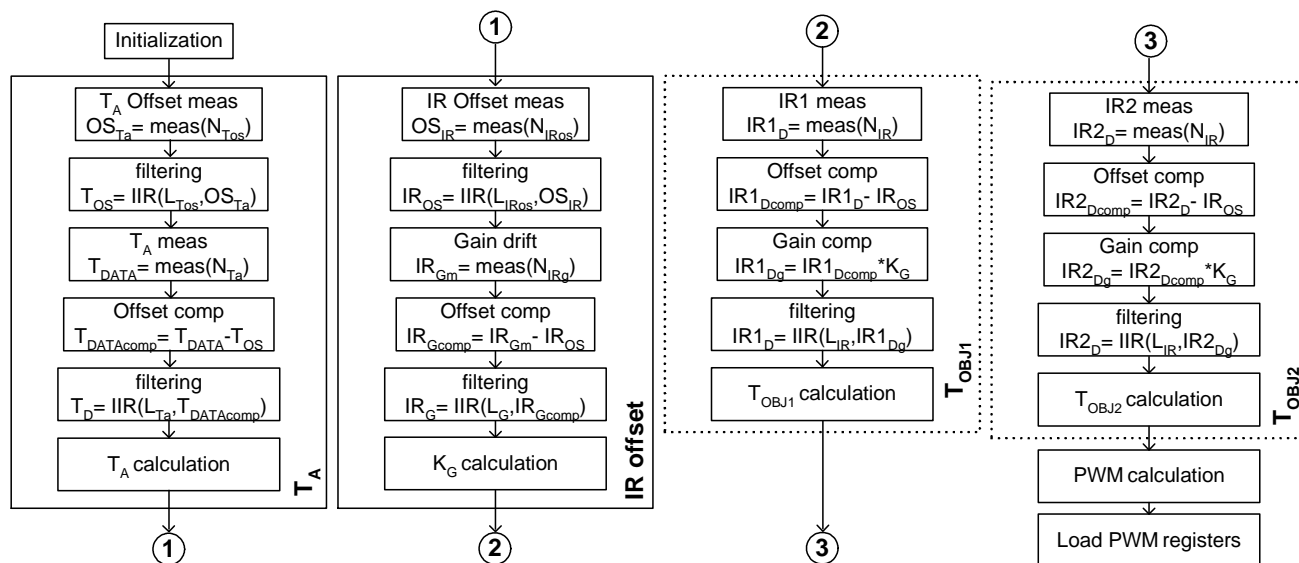 Initialization
T_A Offset meas
OS_Ta= meas(N_Tos)
filtering
T_OS= IIR(L_Tos,OS_Ta)
T_A meas
T_DATA= meas(N_Ta)
Offset comp
T_DATAcomp= T_DATA-T_OS
filtering
T_D= IIR(L_Ta,T_DATAcomp)
T_A calculation
T_A
1
1
IR Offset meas
OS_IR= meas(N_IRos)
filtering
IR_OS= IIR(L_IRos,OS_IR)
Gain drift
IR_Gm= meas(N_IRg)
Offset comp
IR_Gcomp= IR_Gm- IR_OS
filtering
IR_G= IIR(L_G,IR_Gcomp)
K_G calculation
IR offset
2
2
IR1 meas
IR1_D= meas(N_IR)
Offset comp
IR1_Dcomp= IR1_D- IR_OS
Gain comp
IR1_Dg= IR1_Dcomp*K_G
filtering
IR1_D= IIR(L_IR,IR1_Dg)
T_OBJ1 calculation
T_OBJ1
3
3
IR2 meas
IR2_D= meas(N_IR)
Offset comp
IR2_Dcomp= IR2_D- IR_OS
Gain comp
IR2_Dg= IR2_Dcomp*K_G
filtering
IR2_D= IIR(L_IR,IR2_Dg)
T_OBJ2 calculation
T_OBJ2
PWM calculation
Load PWM registers